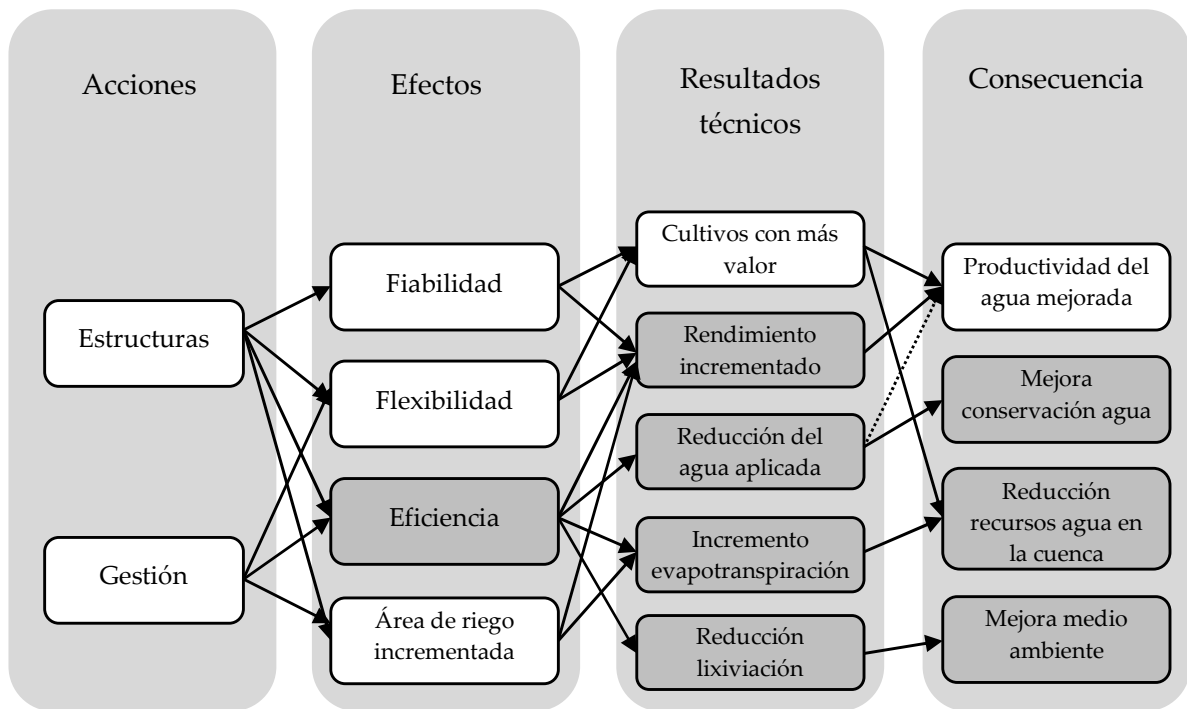 Acciones
Estructuras
Gestión
Efectos
Fiabilidad
Flexibilidad
Eficiencia
Área de riego
incrementada
Resultados
técnicos
Cultivos con más
valor
Rendimiento
incrementado
Reducción del
agua aplicada
Incremento
evapotranspiración
Reducción
lixiviación
Consecuencia
Productividad del
agua mejorada
Mejora
conservación agua
Reducción
recursos agua en
la cuenca
Mejora medio
ambiente